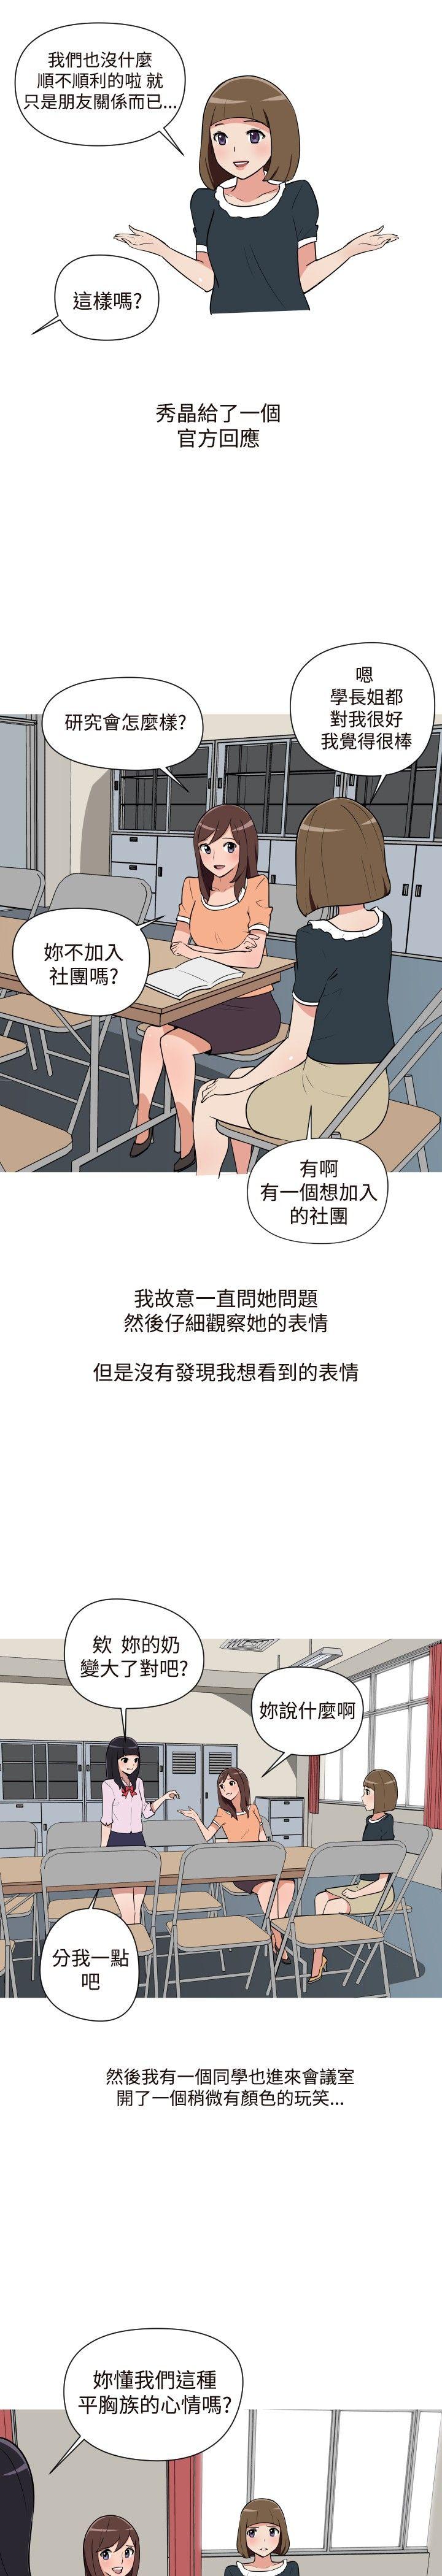 我們也沒什麼
順不順利的啦 就
只是朋友關係而已...
這樣嗎?
秀晶給了一個
官方回應
研究會怎麼樣?
嗯
學長姐都
對我很好
我覺得很棒
妳不加入
社團嗎?
有啊
有一個想加入
的社團
我故意一直問她問題
然後仔細觀察她的表情
但是沒有發現我想看到的表情
欸 妳的奶
變大了對吧?
妳說什麼啊
分我一點
吧
然後我有一個同學也進來會議室
開了一個稍微有顏色的玩笑...
妳懂我們這種
平胸族的心情嗎?